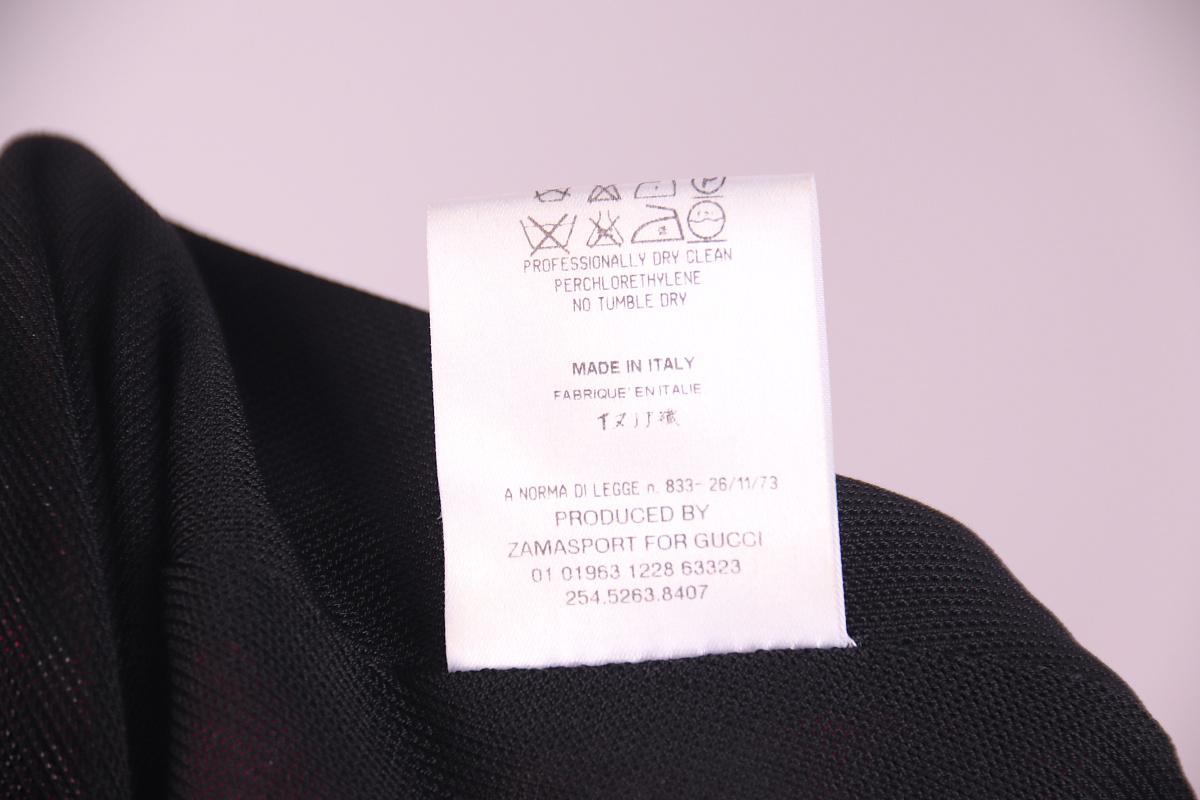 PROFESSIONALLY DRY CLEAN
PERCHLORETHYLENE
NO TUMBLE DRY
MADE IN ITALY
FABRIQUE' EN ITALIE
A NORMA DI LEGGE n. 833- 26/11/73
PRODUCED BY
ZAMASPORT FOR GUCCI
01 01963 1228 63323
254.5263.8407